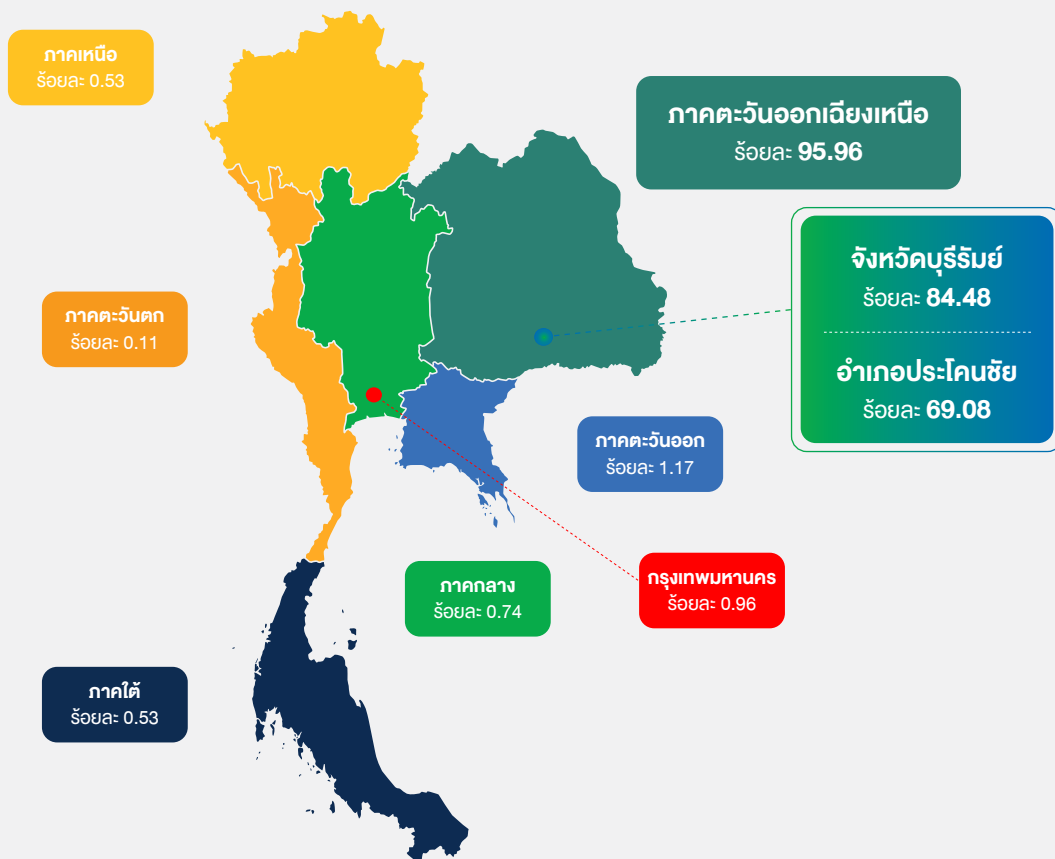 ภาคเหนือ
ร้อยละ 0.53
ภาคตะวันออกเฉียงเหนือ
ร้อยละ 95.96
จังหวัดบุรีรัมย์
ร้อยละ 84.48
อำเภอประโคนชัย
ร้อยละ 69.08
ภาคตะวันตก
ร้อยละ 0.11
ภาคตะวันออก
ร้อยละ 1.17
ภาคกลาง
ร้อยละ 0.74
กรุงเทพมหานคร
ร้อยละ 0.96
ภาคใต้
ร้อยละ 0.53